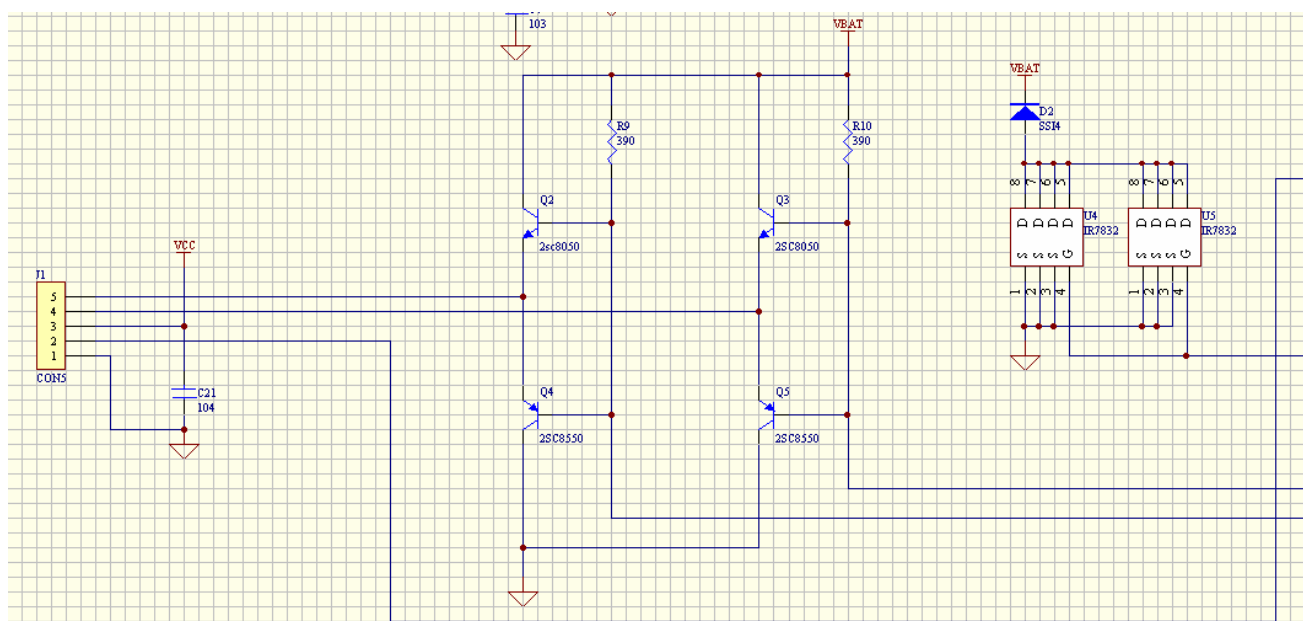 103
VBAT
VBAT
D2
SSI4
R9
390
R10
390
8 7 6 5
8 7 6 5
Q2
2sc8050
Q3
2SC8050
D D D D
S S S G
U4
IR7832
D D D D
S S S G
U5
IR7832
VCC
J1
5
4
3
2
1
CON5
1 2 3 4
1 2 3 4
C21
104
Q4
2SC8550
Q5
2SC8550